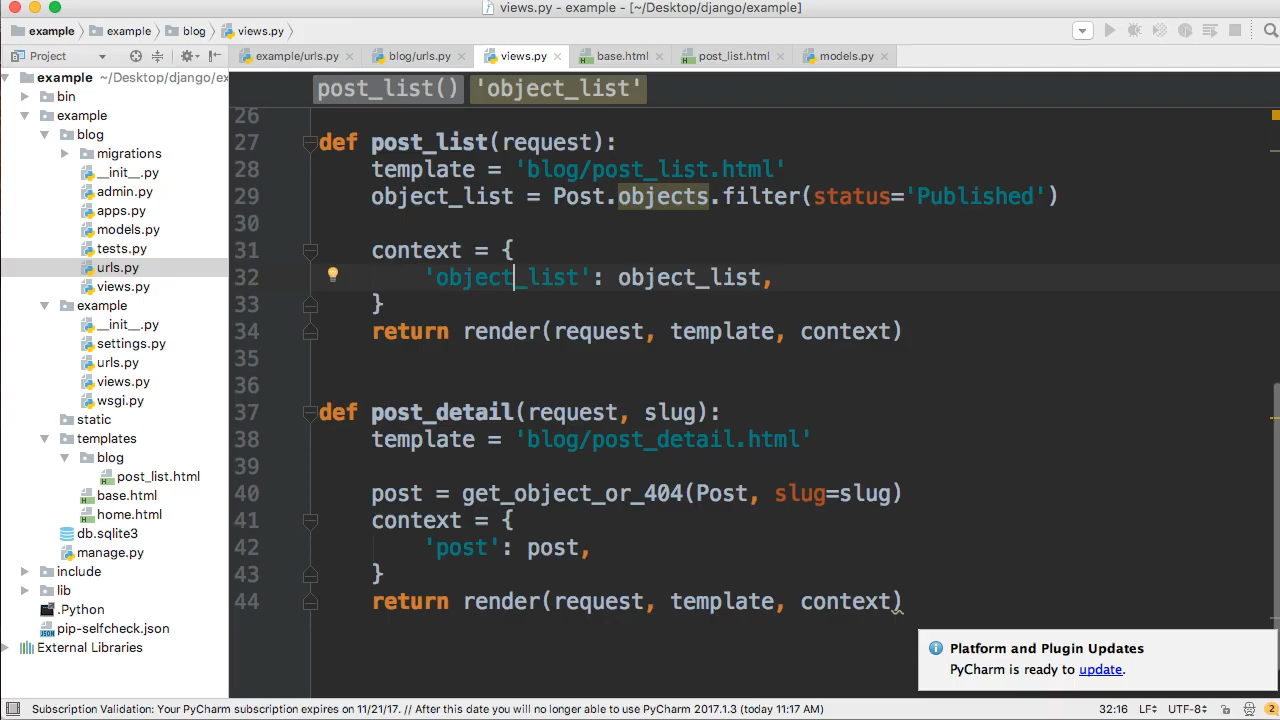 views.py - example - [~/Desktop/django/example]
example example blog views.py
Project example/urls.py blog/urls.py views.py base.html post_list.html models.py
example ~/Desktop/django/ex
bin
example
blog
migrations
__init__.py
admin.py
apps.py
models.py
tests.py
urls.py
views.py
example
__init__.py
settings.py
urls.py
views.py
wsgi.py
static
templates
blog
post_list.html
base.html
home.html
db.sqlite3
manage.py
include
lib
.Python
pip-selfcheck.json
External Libraries
post_list() 'object_list'
26
27 def post_list(request):
28 template = 'blog/post_list.html'
29 object_list = Post.objects.filter(status='Published')
30
31 context = {
32 'object_list': object_list,
33 }
34 return render(request, template, context)
35
36
37 def post_detail(request, slug):
38 template = 'blog/post_detail.html'
39
40 post = get_object_or_404(Post, slug=slug)
41 context = {
42 'post': post,
43 }
44 return render(request, template, context)
Platform and Plugin Updates
PyCharm is ready to update.
Subscription Validation: Your PyCharm subscription expires on 11/21/17. // After this date you will no longer be able to use PyCharm 2017.1.3 (today 11:17 AM) 32:16 LF UTF-8 2